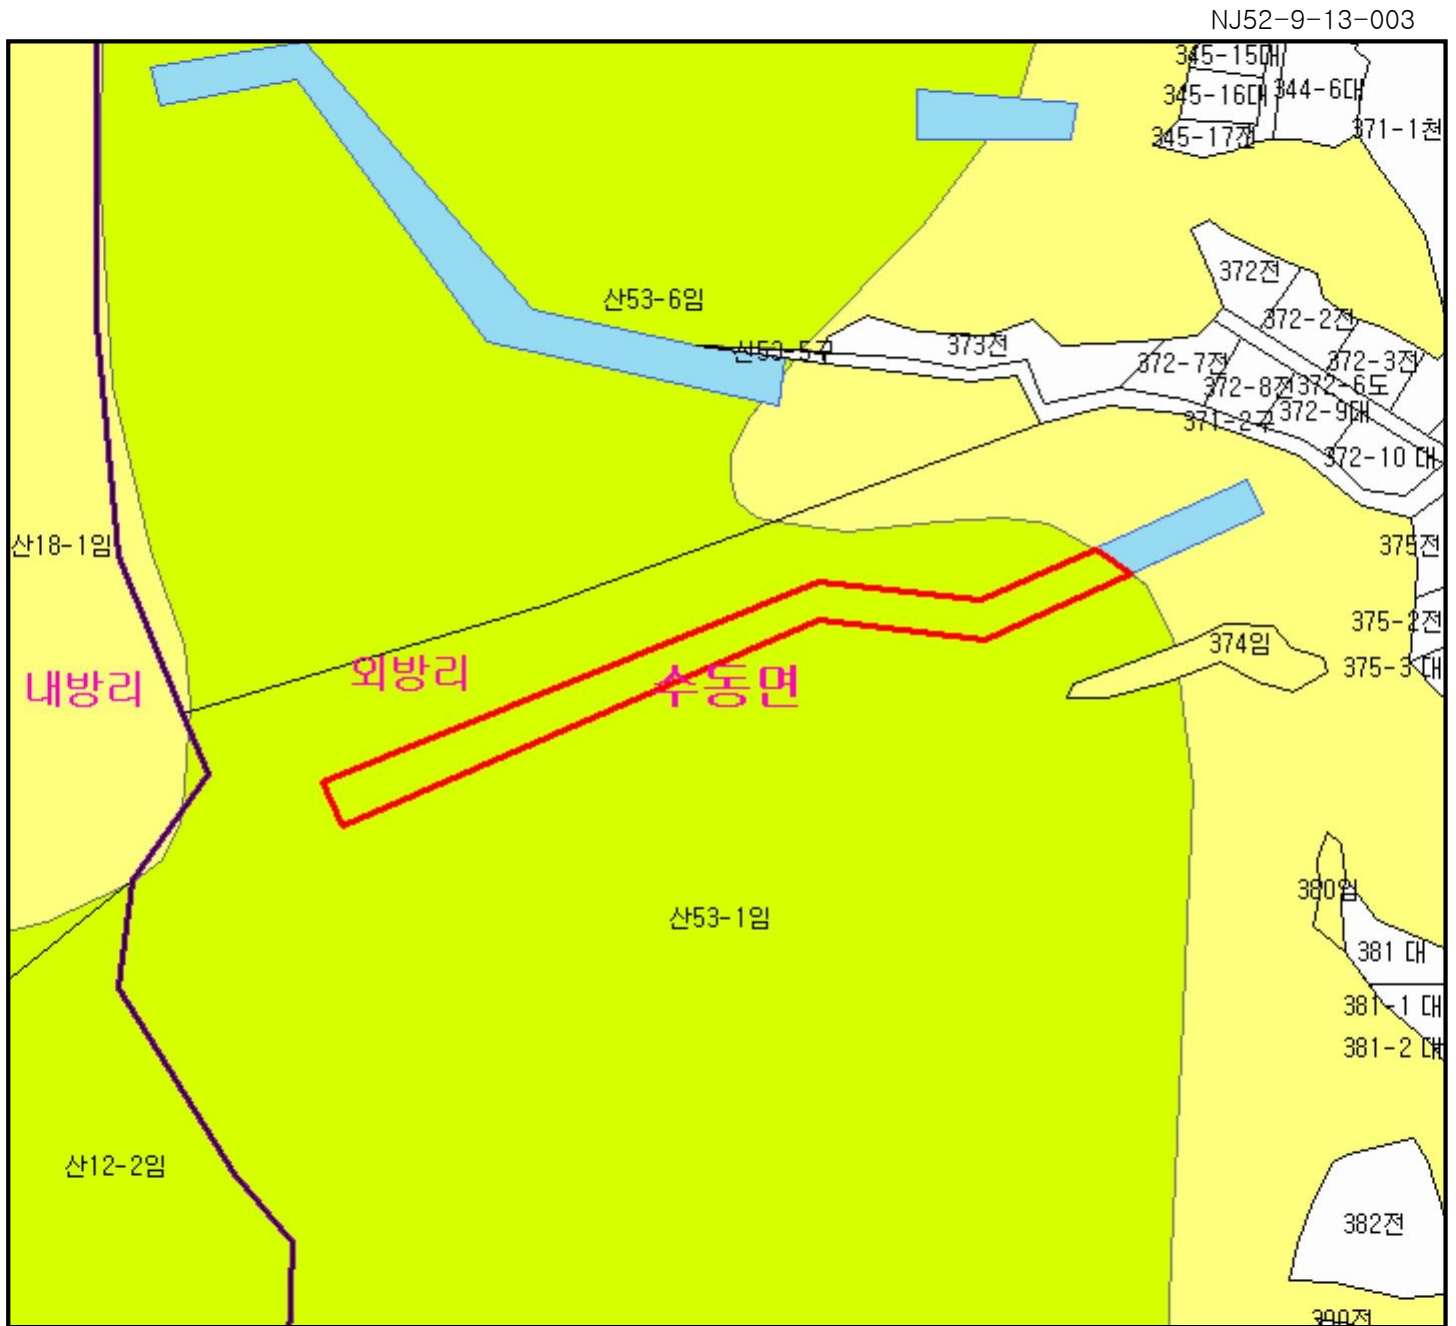 NJ52-9-13-003
345-15대
345-16대
344-6대
345-17전
371-1천
372전
산53-6임
372-2전
산53-5구
373전
372-7전
372-3전
372-8전
372-6도
371-2구
372-9대
372-10 대
산18-1임
375전
375-2전
374임
375-3 대
내방리
외방리
수동면
380임
산53-1임
381 대
381-1 대
381-2 대
산12-2임
382전